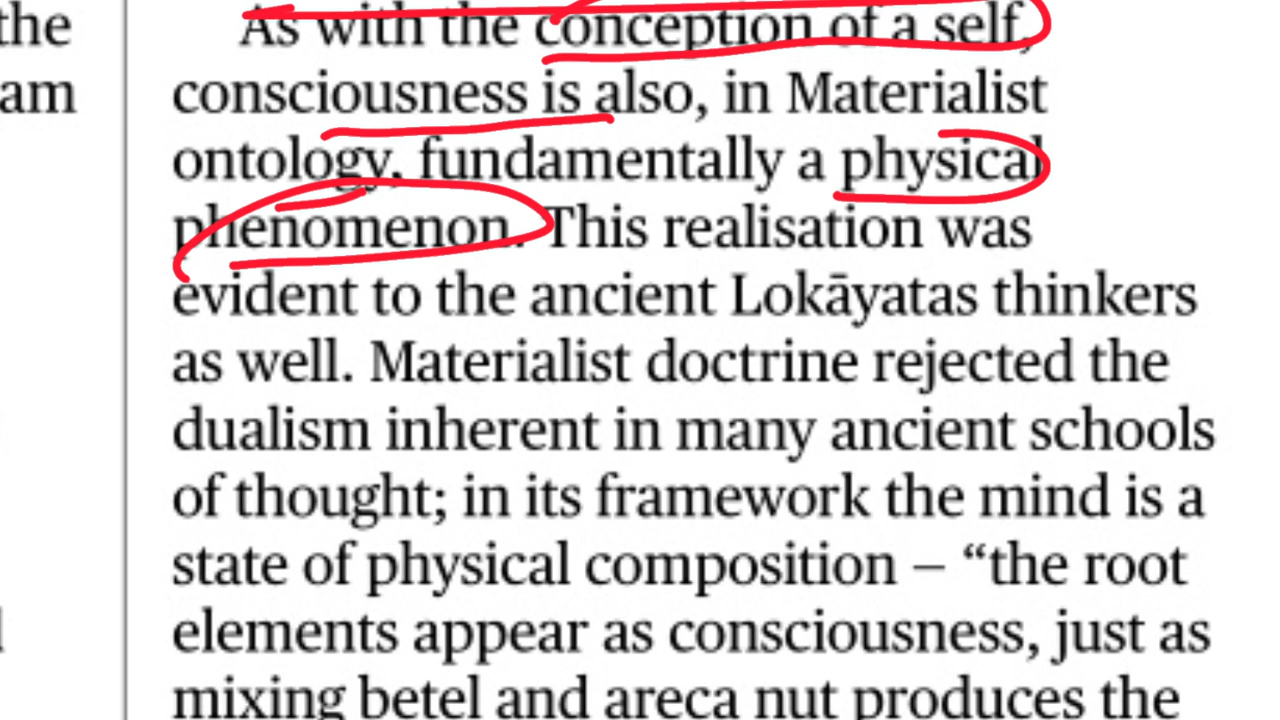 the
am
As with the conception of a self,
consciousness is also, in Materialist
ontology, fundamentally a physical
phenomenon. This realisation was
evident to the ancient Lokāyatas thinkers
as well. Materialist doctrine rejected the
dualism inherent in many ancient schools
of thought; in its framework the mind is a
state of physical composition – “the root
elements appear as consciousness, just as
mixing betel and areca nut produces the